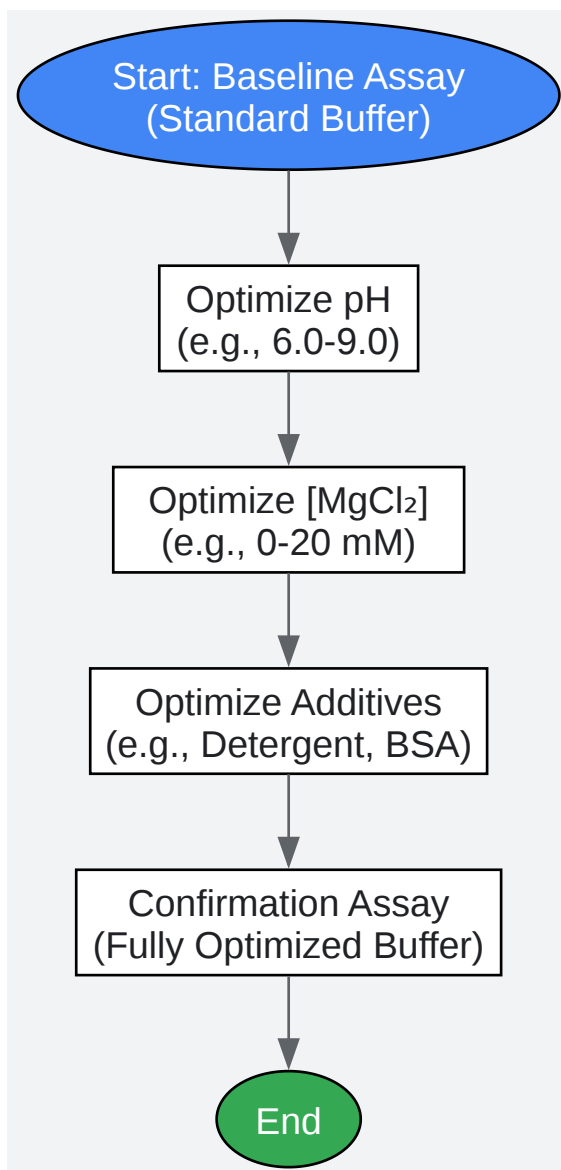 Start: Baseline Assay
(Standard Buffer)
Optimize pH
(e.g., 6.0-9.0)
Optimize [MgCl₂]
(e.g., 0-20 mM)
Optimize Additives
(e.g., Detergent, BSA)
Confirmation Assay
(Fully Optimized Buffer)
End